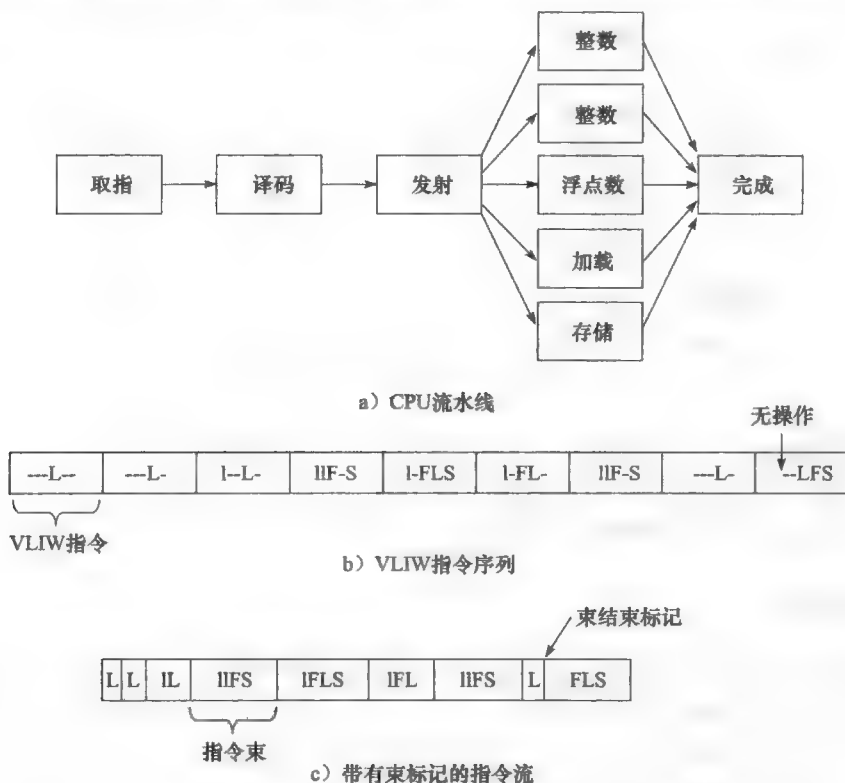 整数
整数
取指 译码 发射 浮点数 完成
加载
存储
a）CPU流水线
无操作
---L-- ---L- l--L- llF-S l-FLS l-FL- llF-S ---L- --LFS
VLIW指令
b）VLIW指令序列
束结束标记
L L lL llFS lFLS lFL llFS L FLS
指令束
c）带有束标记的指令流